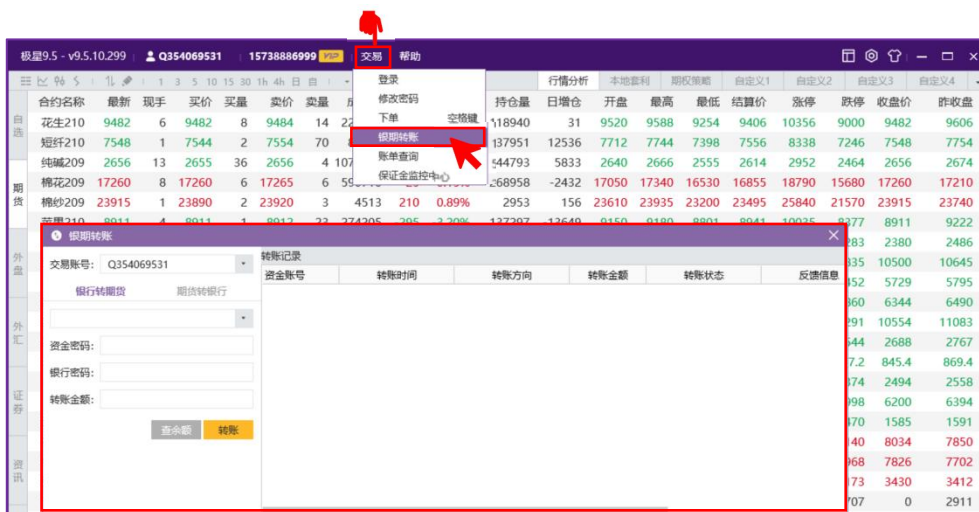 极星9.5 - v9.5.10.299 Q354069531 15738886999 VIP 交易 帮助
1 3 5 10 15 30 1h 4h 日 行情分析 本地套利 期权策略 自定义1 自定义2 自定义3 自定义4
登录
修改密码
下单 空格键
银期转账
账单查询
保证金监控中心
合约名称 最新 现手 买价 买量 卖价 卖量 持仓量 日增仓 开盘 最高 最低 结算价 涨停 跌停 收盘价 昨收盘
自选
花生210 9482 6 9482 8 9484 14 31 9520 9588 9254 9406 10356 9000 9482 9606
短纤210 7548 1 7544 2 7554 70 12536 7712 7744 7398 7556 8338 7246 7548 7754
纯碱209 2656 13 2655 36 2656 5833 2640 2666 2555 2614 2952 2464 2656 2674
期货
棉花209 17260 8 17260 6 17265 6 -2432 17050 17340 16530 16855 18790 15680 17260 17210
棉纱209 23915 1 23890 2 23920 3 4513 210 0.89% 2953 156 23610 23935 23200 23495 25840 21570 23915 23740
8911 9222
银期转账
交易账号： Q354069531
银行转期货 期货转银行
资金密码：
银行密码：
转账金额：
查余额 转账
转账记录
资金账号 转账时间 转账方向 转账金额 转账状态 反馈信息
外盘
外汇
证券
资讯
2380 2486
10500 10645
5729 5795
6344 6490
10554 11083
2688 2767
845.4 869.4
2494 2558
6200 6394
1585 1591
8034 7850
7826 7702
3430 3412
0 2911